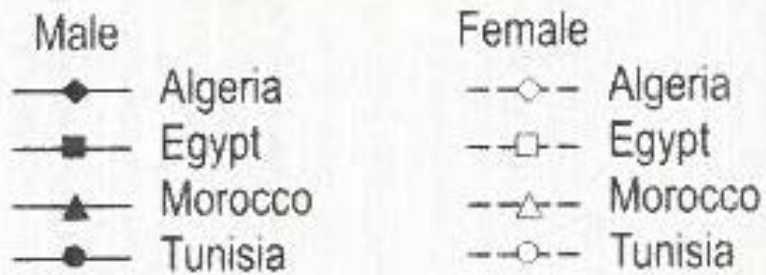 Male
Algeria
Egypt
Morocco
Tunisia
Female
Algeria
Egypt
Morocco
Tunisia